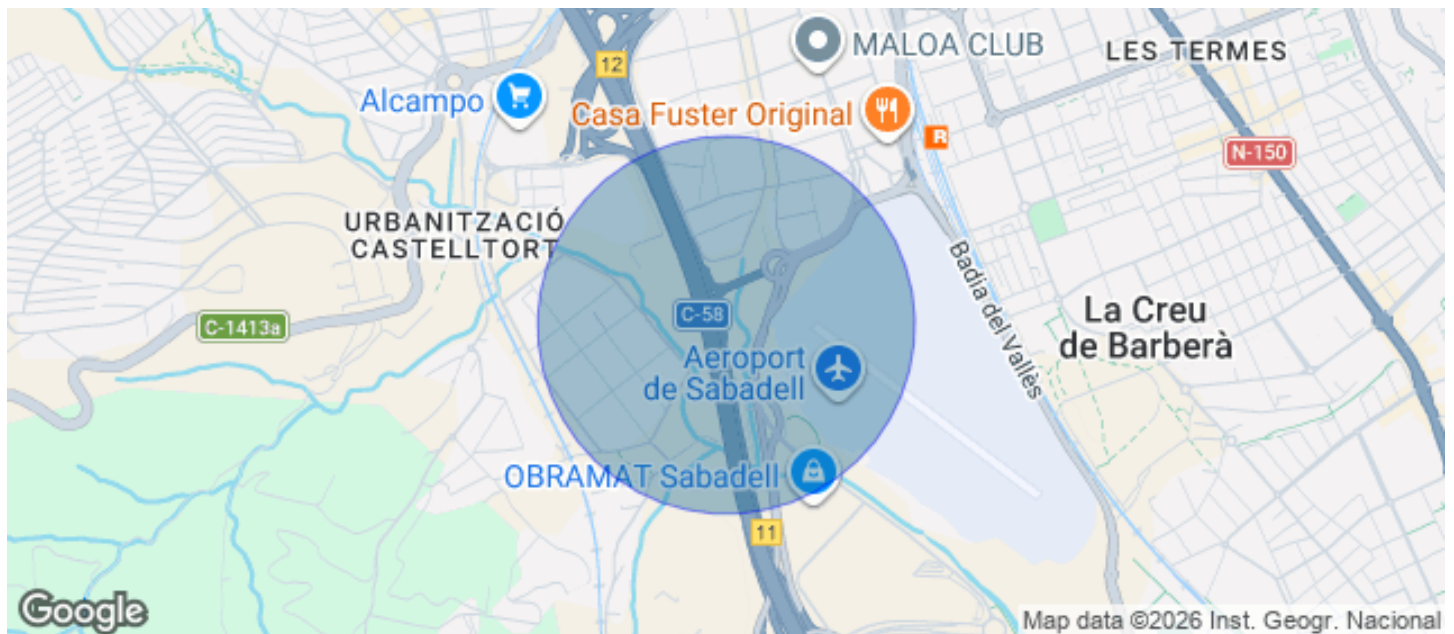 12
MALOA CLUB
LES TERMES
Alcampo
Casa Fuster Original
R
N-150
URBANITZACIÓ
CASTELLTORT
Badia del Vallès
C-58
C-1413a
La Creu
de Barberà
Aeroport
de Sabadell
OBRAMAT Sabadell
11
Google
Map data ©2026 Inst. Geogr. Nacional